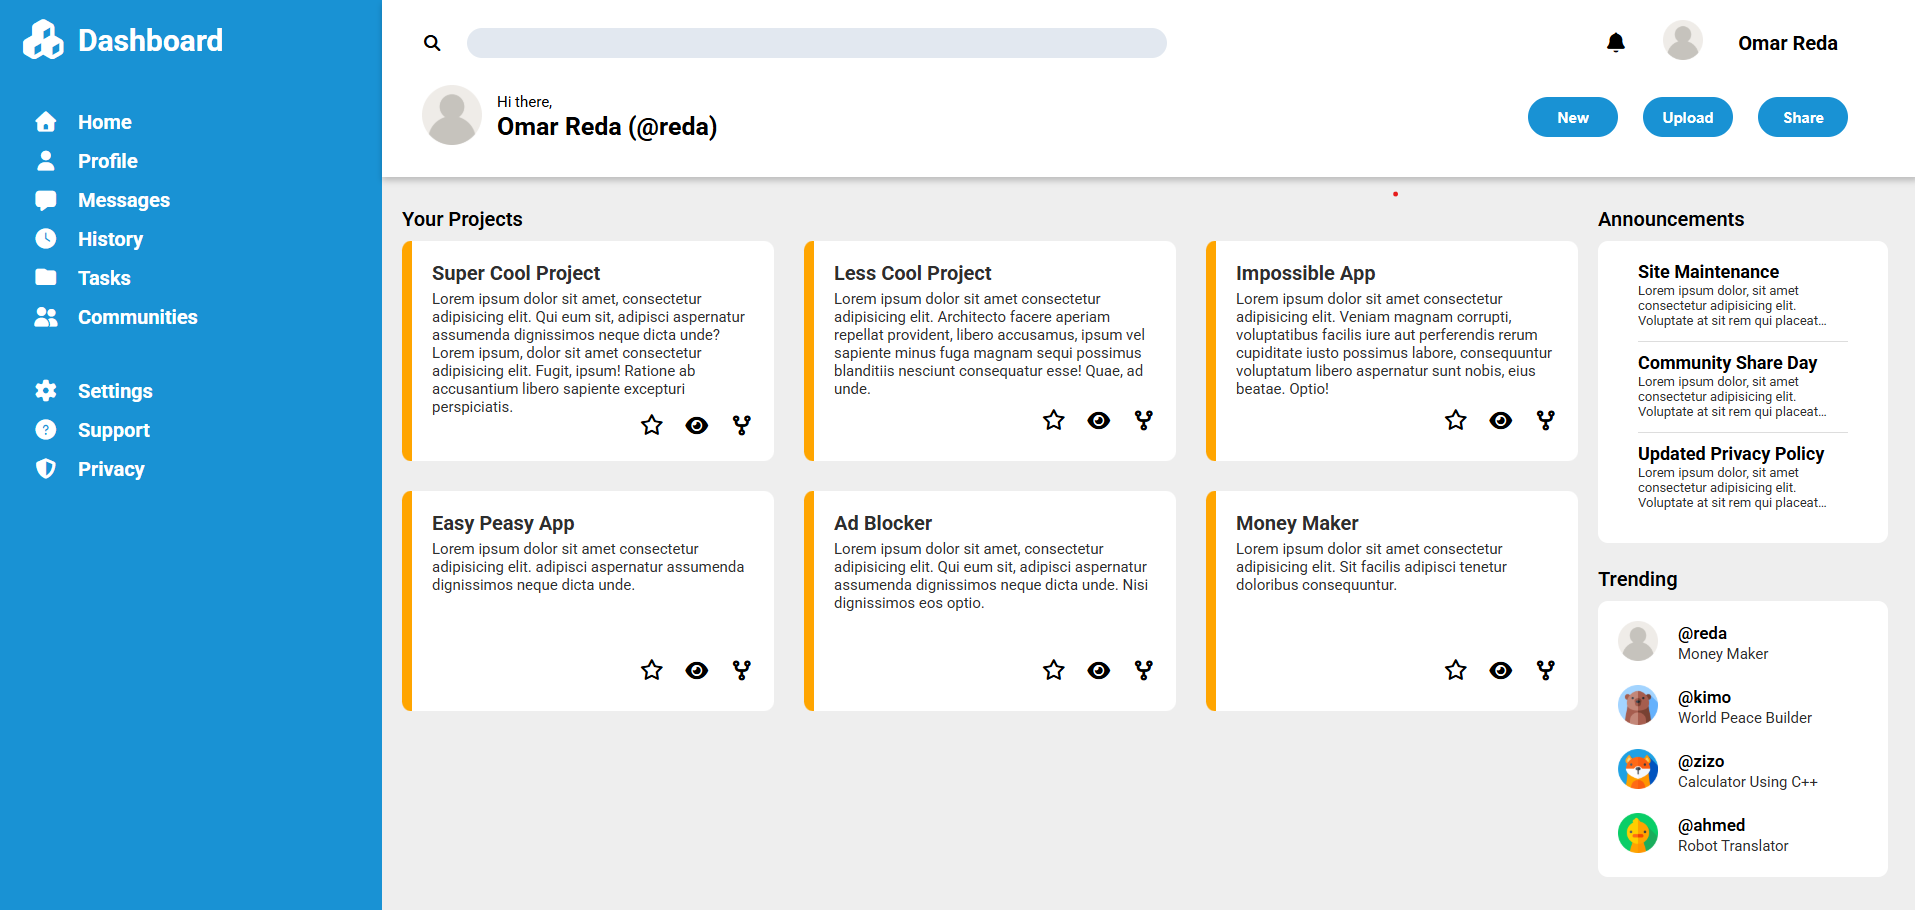 Dashboard
Home
Profile
Messages
History
Tasks
Communities
Settings
Support
Privacy
Omar Reda
Hi there,
Omar Reda (@reda)
New
Upload
Share
Your Projects
Super Cool Project
Lorem ipsum dolor sit amet, consectetur
adipisicing elit. Qui eum sit, adipisci aspernatur
assumenda dignissimos neque dicta unde?
Lorem ipsum, dolor sit amet consectetur
adipisicing elit. Fugit, ipsum! Ratione ab
accusantium libero sapiente excepturi
perspiciatis.
Less Cool Project
Lorem ipsum dolor sit amet, consectetur
adipisicing elit. Architecto facere aperiam
repellat provident, libero accusamus, ipsum vel
sapiente minus fuga magnam sequi possimus
blanditiis nesciunt consequatur esse! Quae, ad
unde.
Impossible App
Lorem ipsum dolor sit amet consectetur
adipisicing elit. Veniam magnam corrupti,
voluptatibus facilis iure aut perferendis rerum
cupiditate iusto possimus labore, consequuntur
voluptatum libero aspernatur sunt nobis, eius
beatae. Optio!
Easy Peasy App
Lorem ipsum dolor sit amet consectetur
adipisicing elit. adipisci aspernatur assumenda
dignissimos neque dicta unde.
Ad Blocker
Lorem ipsum dolor sit amet, consectetur
adipisicing elit. Qui eum sit, adipisci aspernatur
assumenda dignissimos neque dicta unde. Nisi
dignissimos eos optio.
Money Maker
Lorem ipsum dolor sit amet consectetur
adipisicing elit. Sit facilis adipisci tenetur
doloribus consequuntur.
Announcements
Site Maintenance
Lorem ipsum dolor, sit amet
consectetur adipisicing elit.
Voluptate at sit rem qui placeat...
Community Share Day
Lorem ipsum dolor, sit amet
consectetur adipisicing elit.
Voluptate at sit rem qui placeat...
Updated Privacy Policy
Lorem ipsum dolor, sit amet
consectetur adipisicing elit.
Voluptate at sit rem qui placeat...
Trending
@reda
Money Maker
@kimo
World Peace Builder
@zizo
Calculator Using C++
@ahmed
Robot Translator